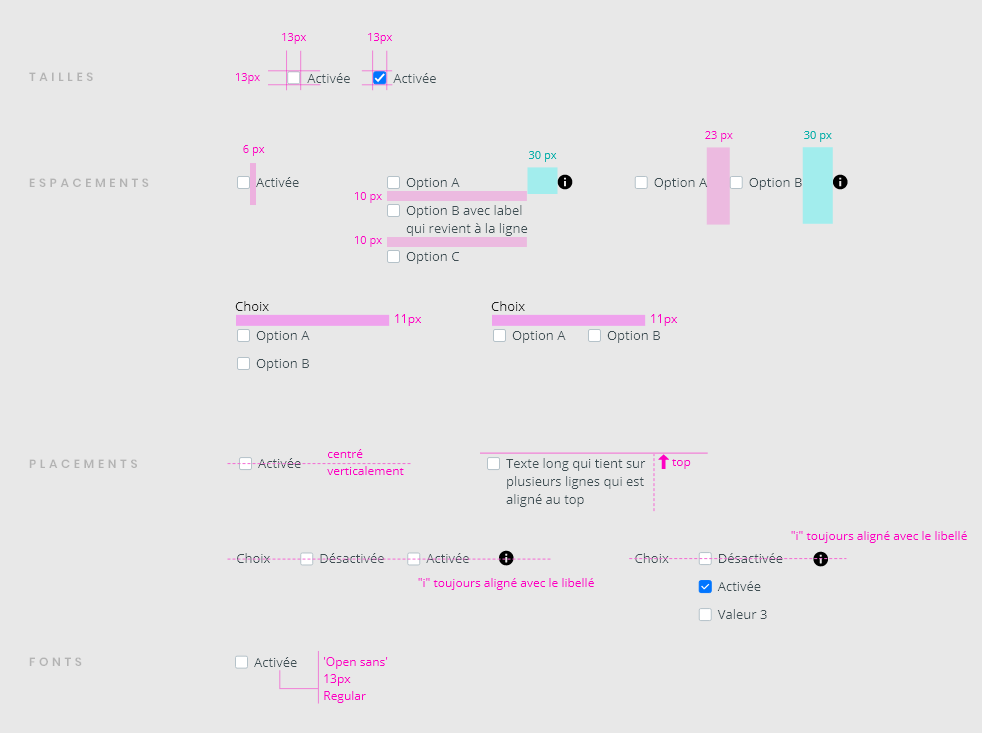 13px
13px
TAILLES
13px
Activée
Activée
23 px
30 px
6 px
30 px
ESPACEMENTS
Activée
Option A
Option A
Option B
10 px
Option B avec label
qui revient à la ligne
10 px
Option C
Choix
11px
Option A
Option B
Choix
11px
Option A
Option B
PLACEMENTS
Activée
centré
verticalement
Texte long qui tient sur
plusieurs lignes qui est
aligné au top
top
Choix
Désactivée
Activée
"i" toujours aligné avec le libellé
"i" toujours aligné avec le libellé
Choix
Désactivée
Activée
Valeur 3
FONTS
Activée
'Open sans'
13px
Regular